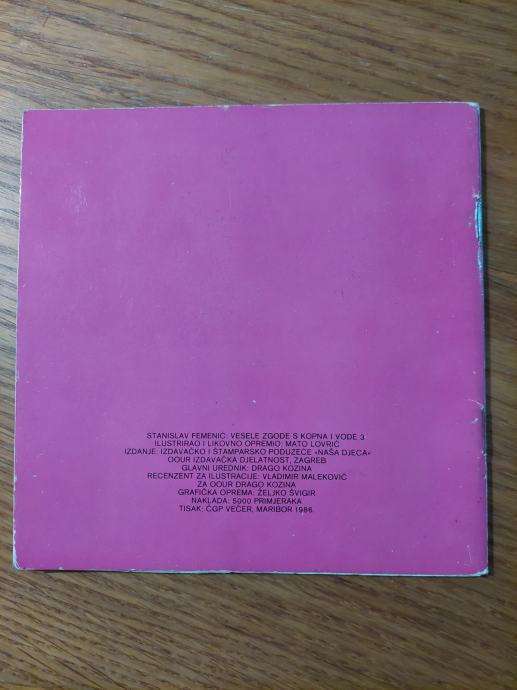 STANISLAV FEMENIĆ: VESELE ZGODE S KOPNA I VODE 3
ILUSTRIRAO I LIKOVNO OPREMIO: MATO LOVRIĆ
IZDANJE: IZDAVAČKO I ŠTAMPARSKO PODUZEĆE »NAŠA DJECA«
OOUR IZDAVAČKA DJELATNOST, ZAGREB
GLAVNI UREDNIK: DRAGO KOZINA
RECENZENT ZA ILUSTRACIJE: VLADIMIR MALEKOVIĆ
ZA OOUR DRAGO KOZINA
GRAFIČKA OPREMA: ŽELJKO ŠVIGIR
NAKLADA: 5000 PRIMJERAKA
TISAK: ČGP VEČER, MARIBOR 1986.